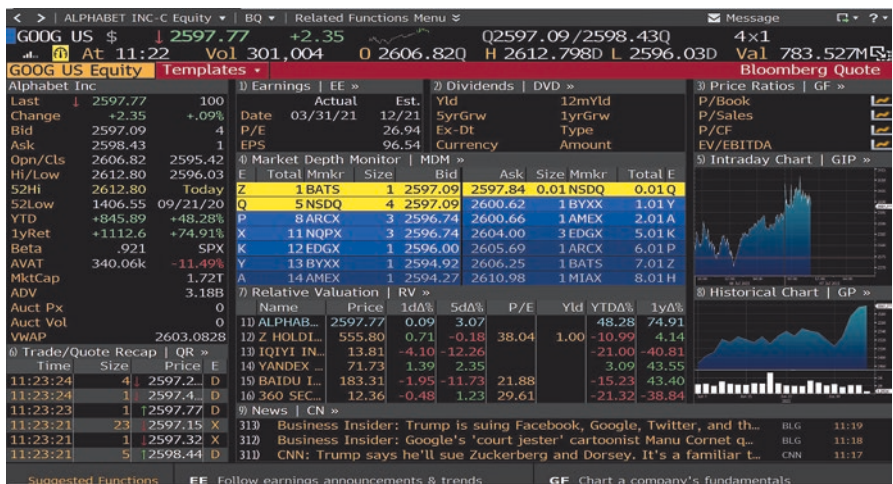 < > | ALPHABET INC-C Equity ▾ | BQ ▾ | Related Functions Menu ≫ Message ? ▾
GOOG US $ ↓ 2597.77 +2.35 Q2597.09/2598.43Q 4×1
At 11:22 Vol 301,004 O 2606.82Q H 2612.798D L 2596.03D Val 783.527M
GOOG US Equity Templates ▾ Bloomberg Quote
Alphabet Inc
Last ↓ 2597.77 100
Change +2.35 +.09%
Bid 2597.09 4
Ask 2598.43 1
Opn/Cls 2606.82 2595.42
Hi/Low 2612.80 2596.03
52Hi 2612.80 Today
52Low 1406.55 09/21/20
YTD +845.89 +48.28%
1yRet +1112.6 +74.91%
Beta .921 SPX
AVAT 340.06k -11.49%
MktCap 1.72T
ADV 3.18B
Auct Px 0
Auct Vol 0
VWAP 2603.0828
6) Trade/Quote Recap | QR »
Time Size Price E
11:23:24 4 ↓ 2597.2... D
11:23:24 1 ↓ 2597.4... D
11:23:23 1 ↑ 2597.77 D
11:23:21 23 ↓ 2597.15 X
11:23:21 1 ↓ 2597.32 X
11:23:21 5 ↑ 2598.44 D
1) Earnings | EE »
Actual Est.
Date 03/31/21 12/21
P/E 26.94
EPS 96.54
2) Dividends | DVD »
Yld 12mYld
5yrGrw 1yrGrw
Ex-Dt Type
Currency Amount
4) Market Depth Monitor | MDM »
E Total Mmkr Size Bid Ask Size Mmkr Total E
Z 1 BATS 1 2597.09 2597.84 0.01 NSDQ 0.01 Q
Q 5 NSDQ 4 2597.09 2600.62 1 BYXX 1.01 Y
P 8 ARCX 3 2596.74 2600.66 1 AMEX 2.01 A
X 11 NQPX 3 2596.74 2604.00 3 EDGX 5.01 K
K 12 EDGX 1 2596.00 2605.69 1 ARCX 6.01 P
Y 13 BYXX 1 2594.92 2606.25 1 BATS 7.01 Z
A 14 AMEX 1 2594.27 2610.98 1 MIAX 8.01 H
7) Relative Valuation | RV »
Name Price 1dΔ% 5dΔ% P/E Yld YTDΔ% 1yΔ%
11) ALPHAB... 2597.77 0.09 3.07 48.28 74.91
12) Z HOLDI... 555.80 0.71 -0.18 38.04 1.00 -10.99 4.14
13) IQIYI IN... 13.81 -4.10 -12.26 -21.00 -40.81
14) YANDEX ... 71.73 1.39 2.35 3.09 43.55
15) BAIDU I... 183.31 -1.95 -11.73 21.88 -15.23 43.40
16) 360 SEC... 12.36 -0.48 1.23 29.61 -21.32 -38.84
9) News | CN »
313) Business Insider: Trump is suing Facebook, Google, Twitter, and th... BLG 11:19
312) Business Insider: Google's 'court jester' cartoonist Manu Cornet q... BLG 11:18
311) CNN: Trump says he'll sue Zuckerberg and Dorsey. It's a familiar t... CNN 11:17
3) Price Ratios | GF »
P/Book
P/Sales
P/CF
EV/EBITDA
5) Intraday Chart | GIP »
8) Historical Chart | GP »
Suggested Functions EE Follow earnings announcements & trends GF Chart a company's fundamentals